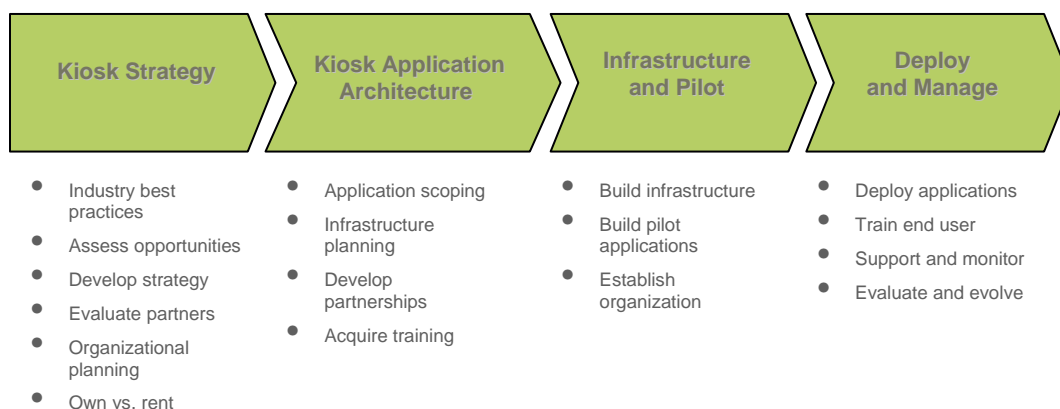 Kiosk Strategy
Kiosk Application
Architecture
Infrastructure
and Pilot
Deploy
and Manage
• Industry best
practices
• Assess opportunities
• Develop strategy
• Evaluate partners
• Organizational
planning
• Own vs. rent
• Application scoping
• Infrastructure
planning
• Develop
partnerships
• Acquire training
• Build infrastructure
• Build pilot
applications
• Establish
organization
• Deploy applications
• Train end user
• Support and monitor
• Evaluate and evolve